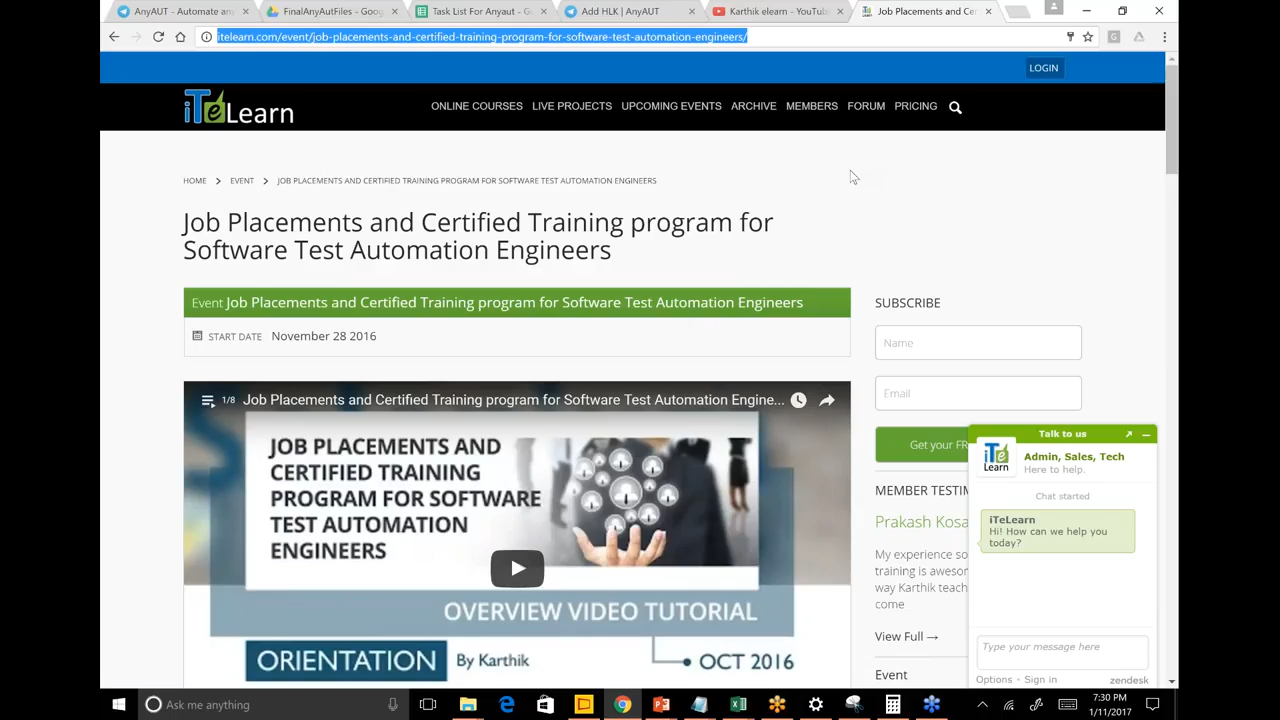 AnyAUT - Automate any
FinalAnyAutFiles - Goog
Task List For Anyaut - G
Add HLK | AnyAUT
Karthik elearn - YouTub
Job Placements and Cer
itelearn.com/event/job-placements-and-certified-training-program-for-software-test-automation-engineers/
LOGIN
iTeLearn
ONLINE COURSES LIVE PROJECTS UPCOMING EVENTS ARCHIVE MEMBERS FORUM PRICING
HOME > EVENT > JOB PLACEMENTS AND CERTIFIED TRAINING PROGRAM FOR SOFTWARE TEST AUTOMATION ENGINEERS
Job Placements and Certified Training program for
Software Test Automation Engineers
Event Job Placements and Certified Training program for Software Test Automation Engineers
START DATE November 28 2016
1/8 Job Placements and Certified Training program for Software Test Automation Engine...
JOB PLACEMENTS AND
CERTIFIED TRAINING
PROGRAM FOR SOFTWARE
TEST AUTOMATION
ENGINEERS
OVERVIEW VIDEO TUTORIAL
ORIENTATION By Karthik OCT 2016
SUBSCRIBE
Name
Email
Get your FR
MEMBER TESTIM
Prakash Kosa
My experience so
training is aweso
way Karthik teach
come
View Full →
Event
Talk to us
iTe
Learn
Admin, Sales, Tech
Here to help.
Chat started
iTeLearn
Hi! How can we help you
today?
Type your message here
Options · Sign in zendesk
Ask me anything
7:30 PM
1/11/2017